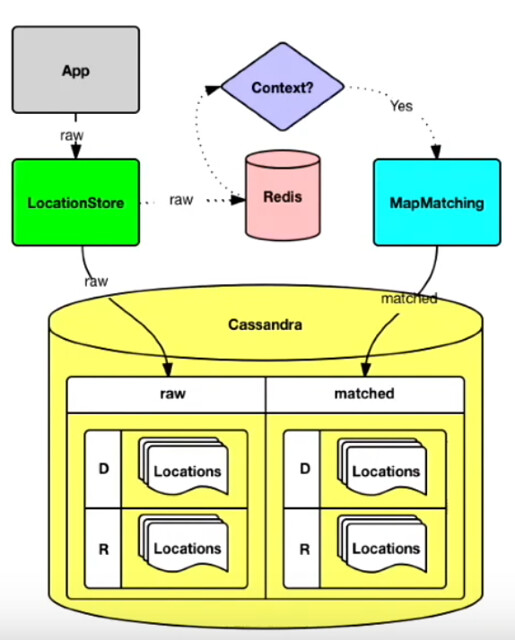 App
Context?
raw
Yes
LocationStore
raw
Redis
MapMatching
raw
matched
Cassandra
raw
matched
D
Locations
D
Locations
R
Locations
R
Locations